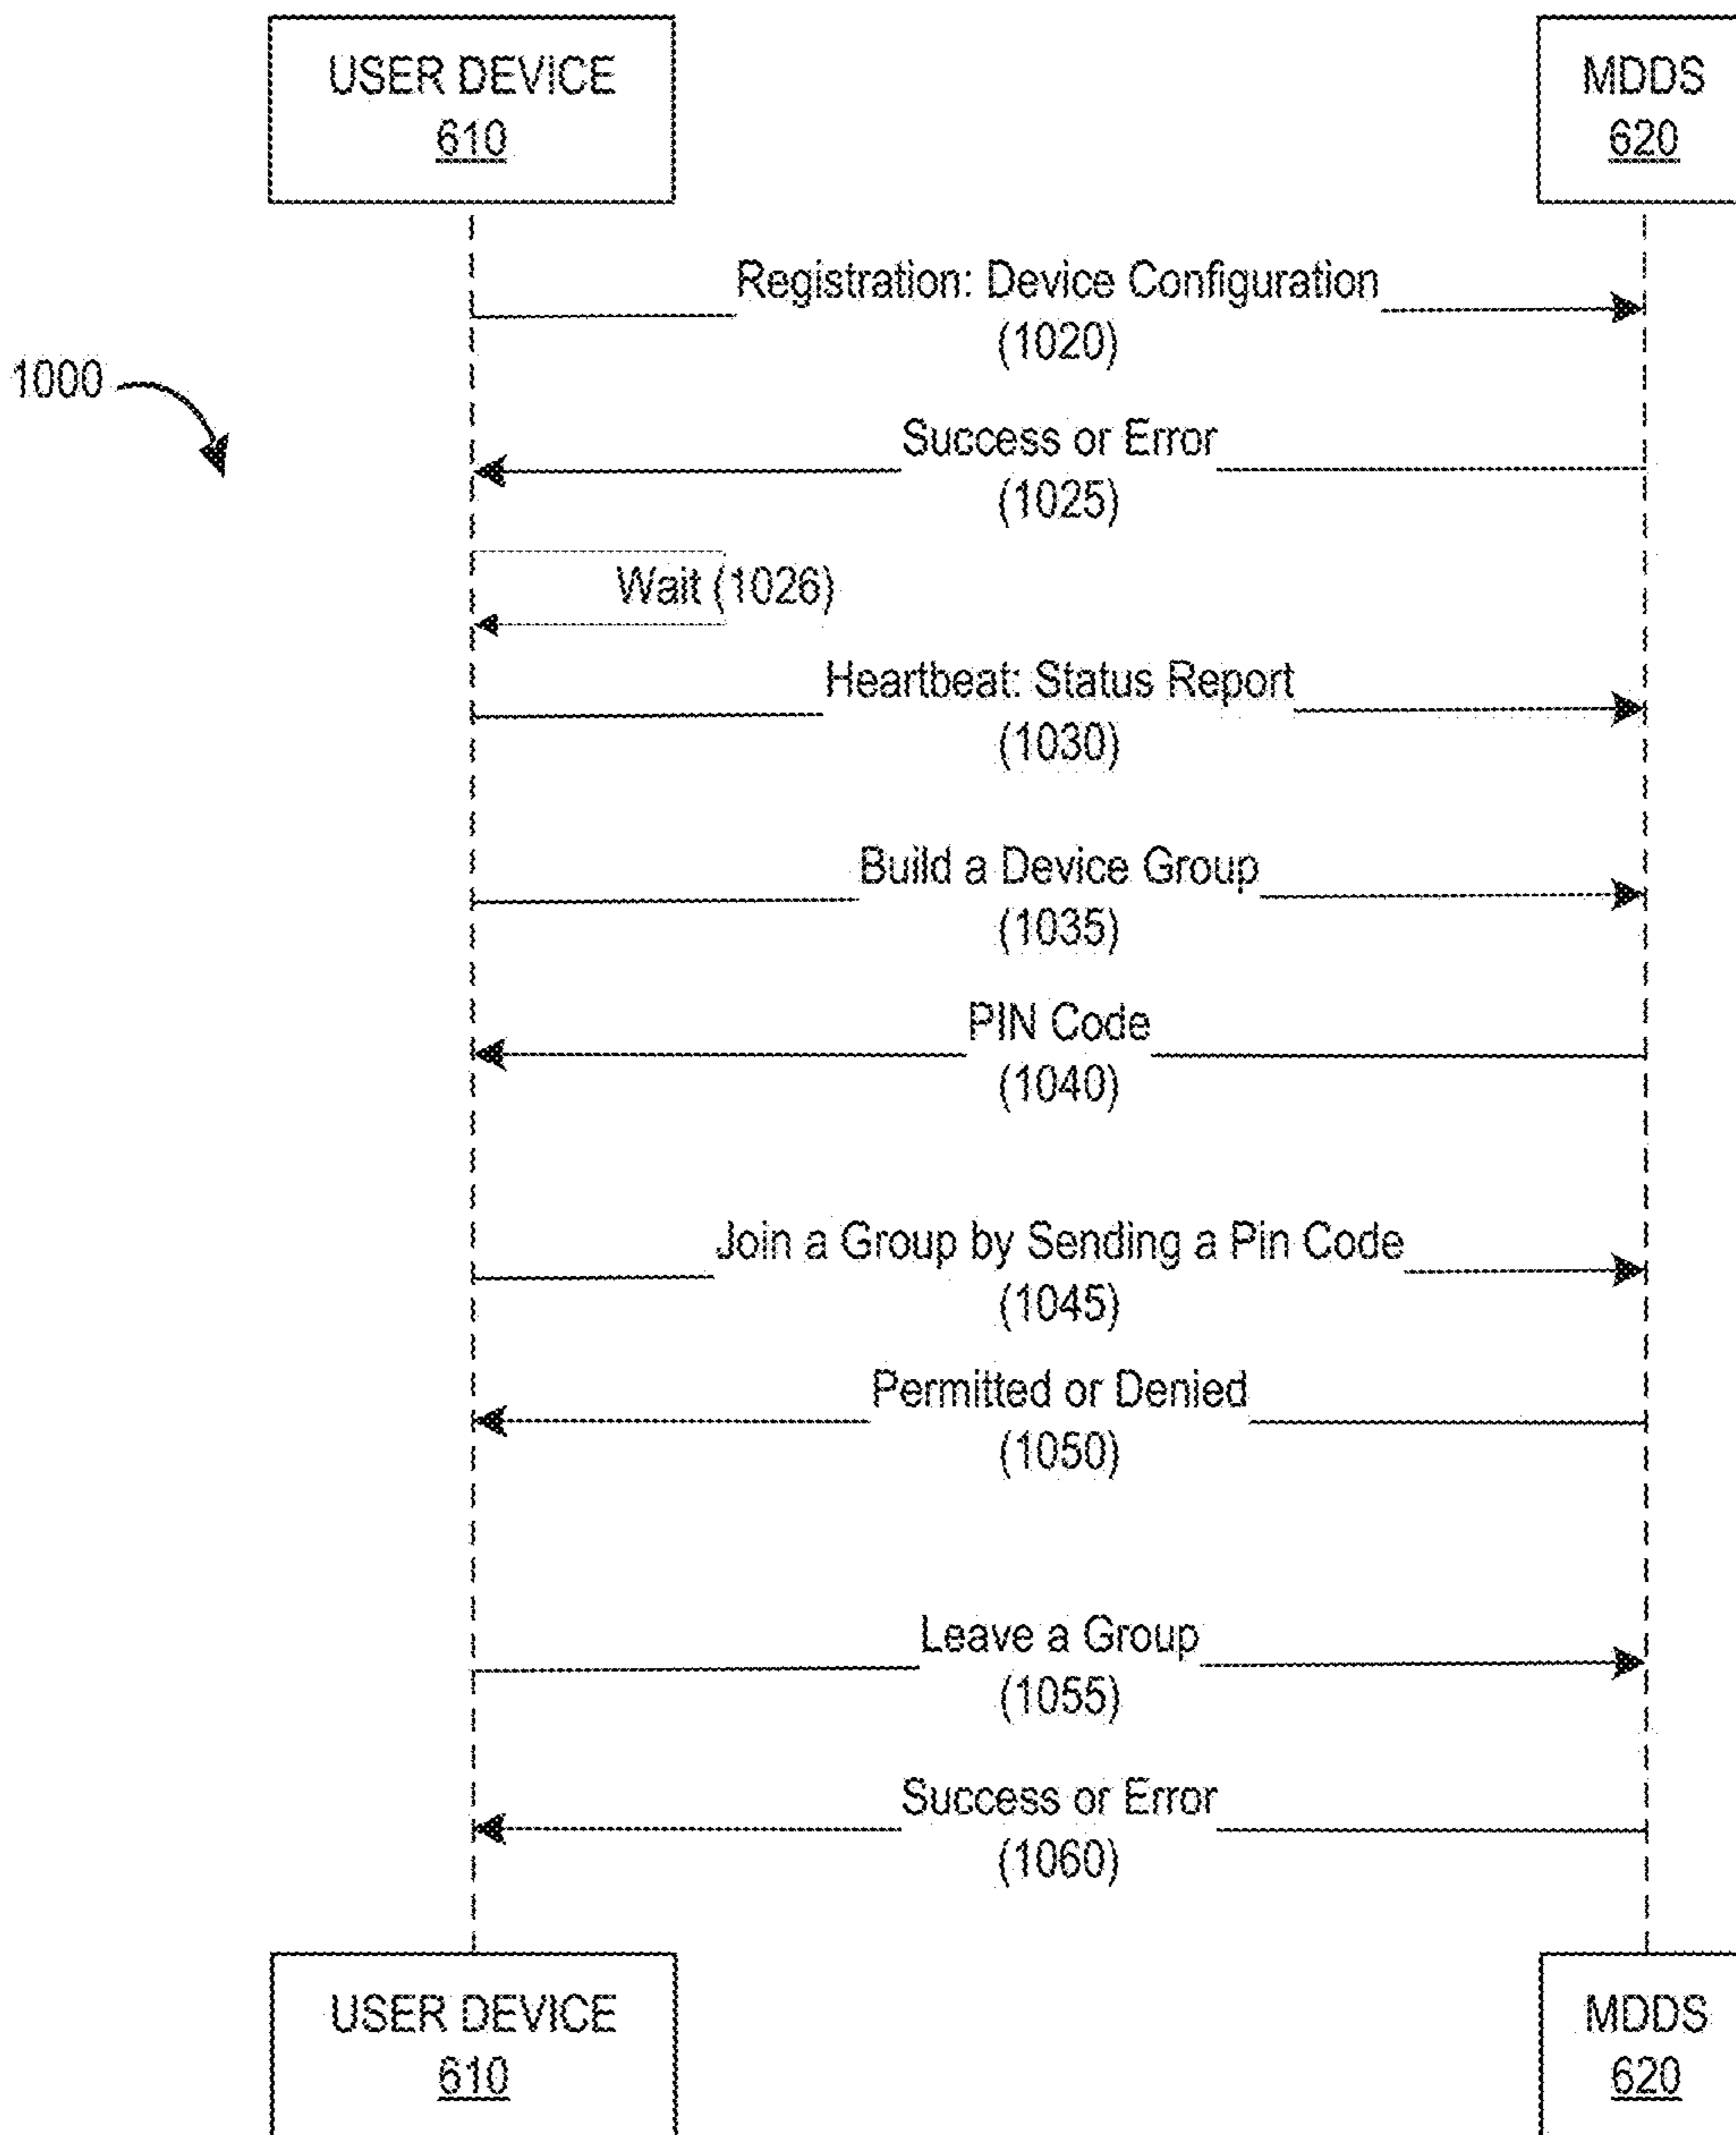 USER DEVICE
610
MDDS
620
Registration: Device Configuration
(1020)
1000
Success or Error
(1025)
Wait (1026)
Heartbeat: Status Report
(1030)
Build a Device Group
(1035)
PIN Code
(1040)
Join a Group by Sending a Pin Code
(1045)
Permitted or Denied
(1050)
Leave a Group
(1055)
Success or Error
(1060)
USER DEVICE
610
MDDS
620